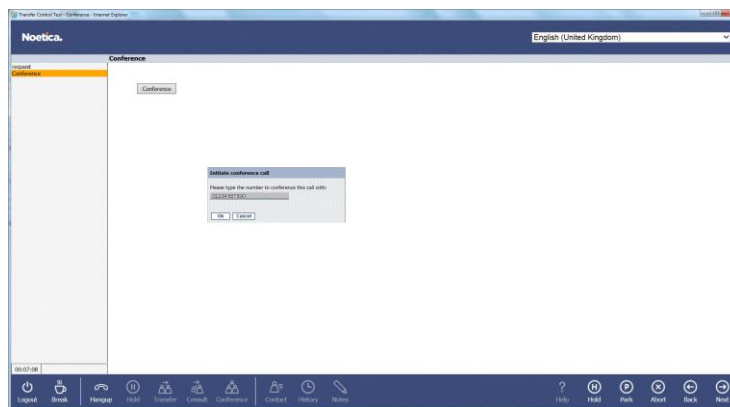 Transfer Control Test - Conference - Internet Explorer
Noetica.
English (United Kingdom)
Conference
request
Conference
Conference
Initiate conference call
Please type the number to conference this call with:
01234567890
Ok Cancel
00:07:08
Logout Break Hangup Hold Transfer Consult Conference Contact History Notes Help Hold Park Abort Back Next